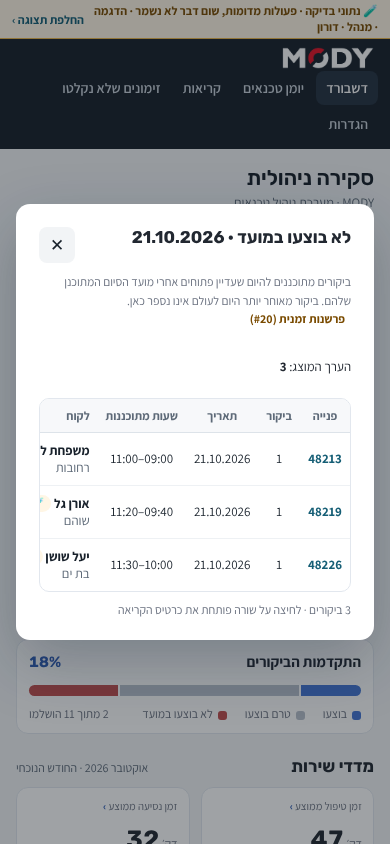 🧪 נתוני בדיקה · פעולות מדומות, שום דבר לא נשמר · הדגמה
· מנהל · דורון
החלפת תצוגה ‹
MODY
דשבורד
יומן טכנאים
קריאות
זימונים שלא נקלטו
הגדרות
סקירה ניהולית
לא בוצעו במועד • 21.10.2026
✕
ביקורים מתוכננים להיום שעדיין פתוחים אחרי מועד הסיום המתוכנן
שלהם. ביקור מאוחר יותר היום לעולם אינו נספר כאן.
פרשנות זמנית (#20)
הערך המוצג: 3
פנייה ביקור תאריך שעות מתוכננות לקוח
48213 1 21.10.2026 09:00–11:00 משפחת
רחובות
48219 1 21.10.2026 09:40–11:20 אורן גל
שוהם
48226 1 21.10.2026 10:00–11:30 יעל שושן
בת ים
3 ביקורים · לחיצה על שורה פותחת את כרטיס הקריאה
התקדמות הביקורים
18%
בוצעו
טרם בוצעו
לא בוצעו במועד
2 מתוך 11 הושלמו
מדדי שירות
אוקטובר 2026 · החודש הנוכחי
זמן טיפול ממוצע ‹
47 דק׳
זמן נסיעה ממוצע ‹
32 דק׳